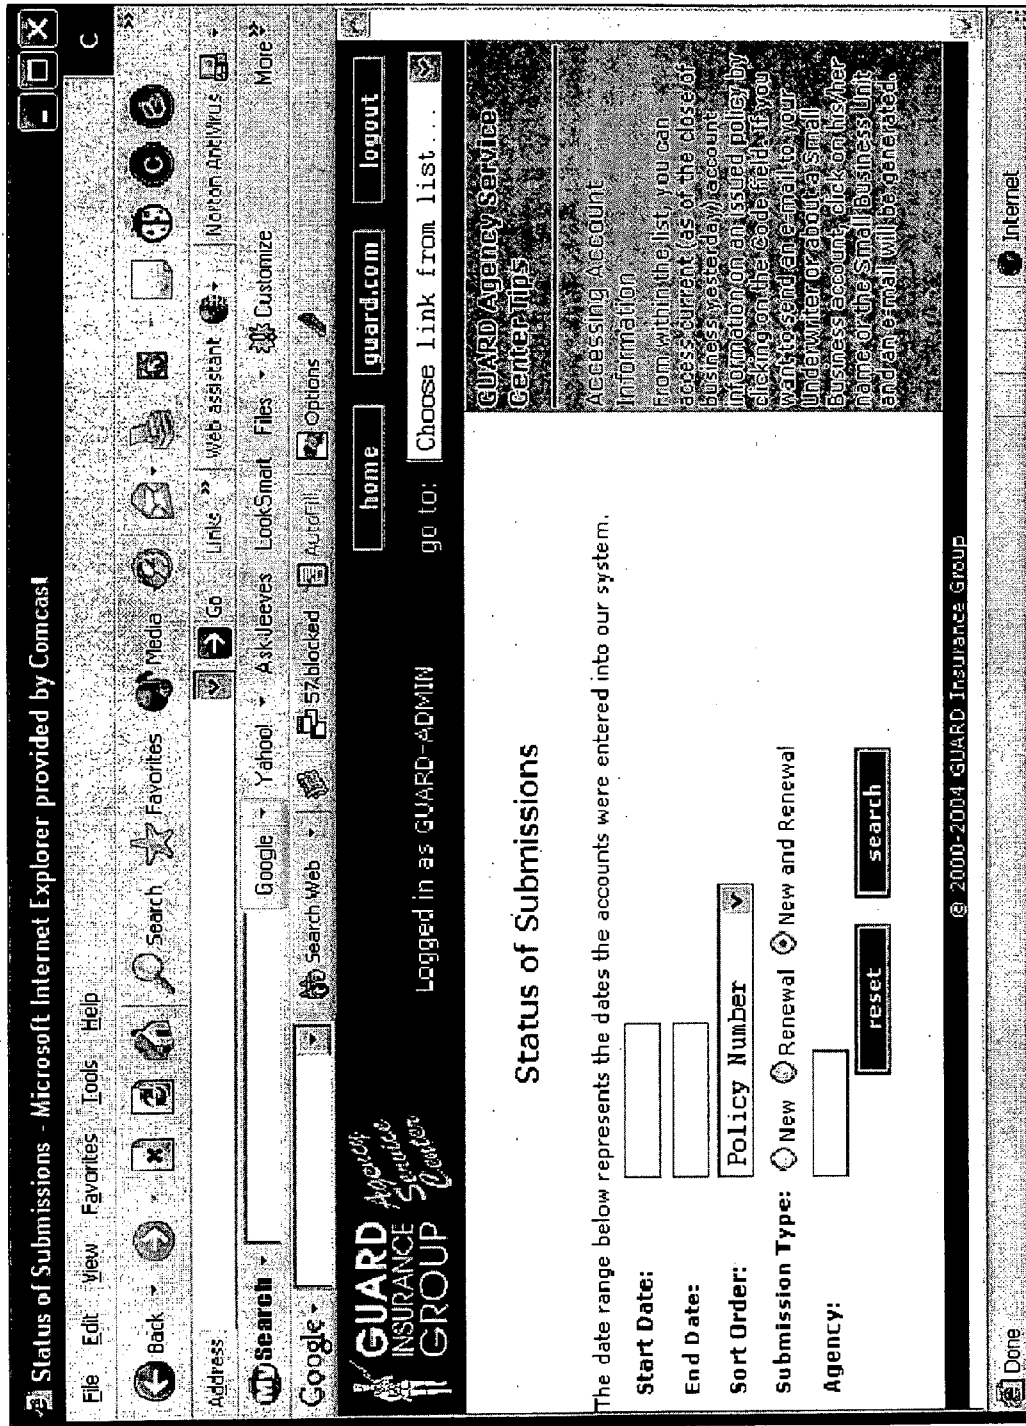 Status of Submissions - Microsoft Internet Explorer provided by Comcast
File Edit View Favorites Tools Help
Back Search Favorites Media
Address Go Links » Web assistant Norton AntiVirus
My Search Google Yahoo! Ask Jeeves LookSmart Files Customize More »
Google Search Web 57 blocked AutoFill Options
GUARD
INSURANCE
GROUP
Agency
Service
Center
home guard.com logout
Logged in as GUARD-ADMIN go to: Choose link from list...
Status of Submissions
The date range below represents the dates the accounts were entered into our system.
Start Date:
End Date:
Sort Order: Policy Number
Submission Type: New Renewal New and Renewal
Agency:
reset search
GUARD Agency Service
Center Tips
Accessing Account
Information
From within the list, you can
access current (as of the close of
business yesterday) account
information on an issued policy by
clicking on the Code field. If you
want to send an e-mail to your
Underwriter or about a Small
Business account, click on his/her
name or the Small Business Unit
and an e-mail will be generated.
© 2000-2004 GUARD Insurance Group
Done Internet